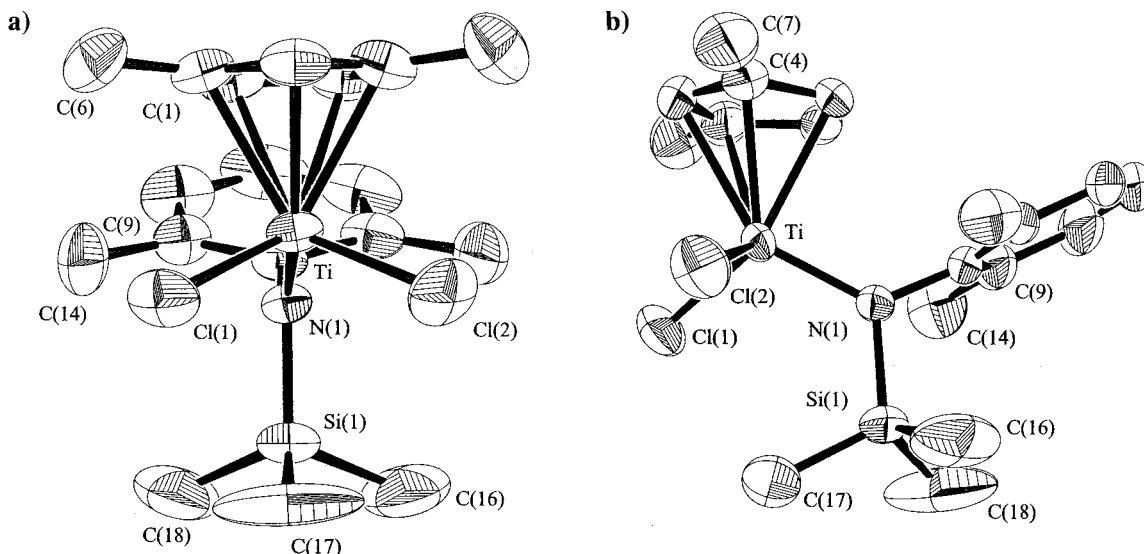 a)
C(6)
C(1)
C(9)
Ti
C(14)
Cl(1)
N(1)
Cl(2)
Si(1)
C(18)
C(17)
C(16)
b)
C(7)
C(4)
Ti
Cl(2)
C(9)
Cl(1)
N(1)
C(14)
Si(1)
C(16)
C(17)
C(18)